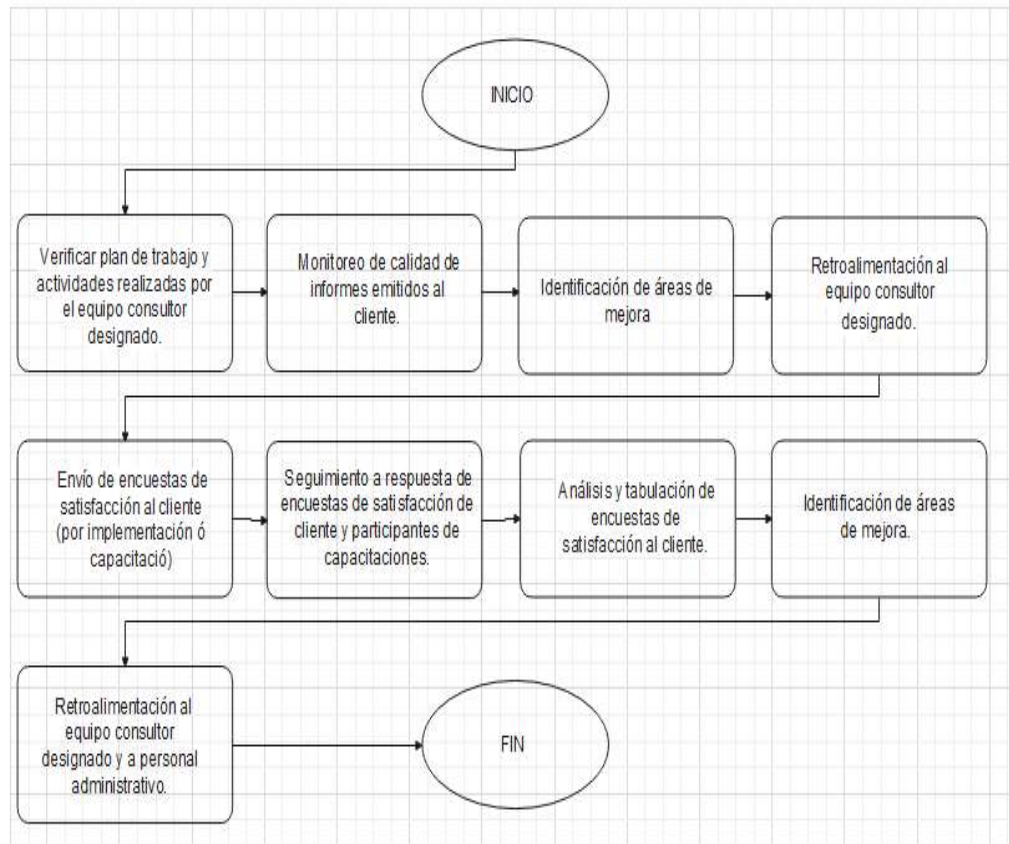 INICIO
Verificar plan de trabajo y
actividades realizadas por
el equipo consultor
designado.
Monitoreo de calidad de
informes emitidos al
cliente.
Identificación de áreas de
mejora
Retroalimentación al
equipo consultor
designado.
Envío de encuestas de
satisfacción al cliente
(por implementación ó
capacitació)
Seguimiento a respuesta de
encuestas de satisfacción de
cliente y participantes de
capacitaciones.
Análisis y tabulación de
encuestas de
satisfacción al cliente.
Identificación de áreas
de mejora.
Retroalimentación al
equipo consultor
designado y a personal
administrativo.
FIN